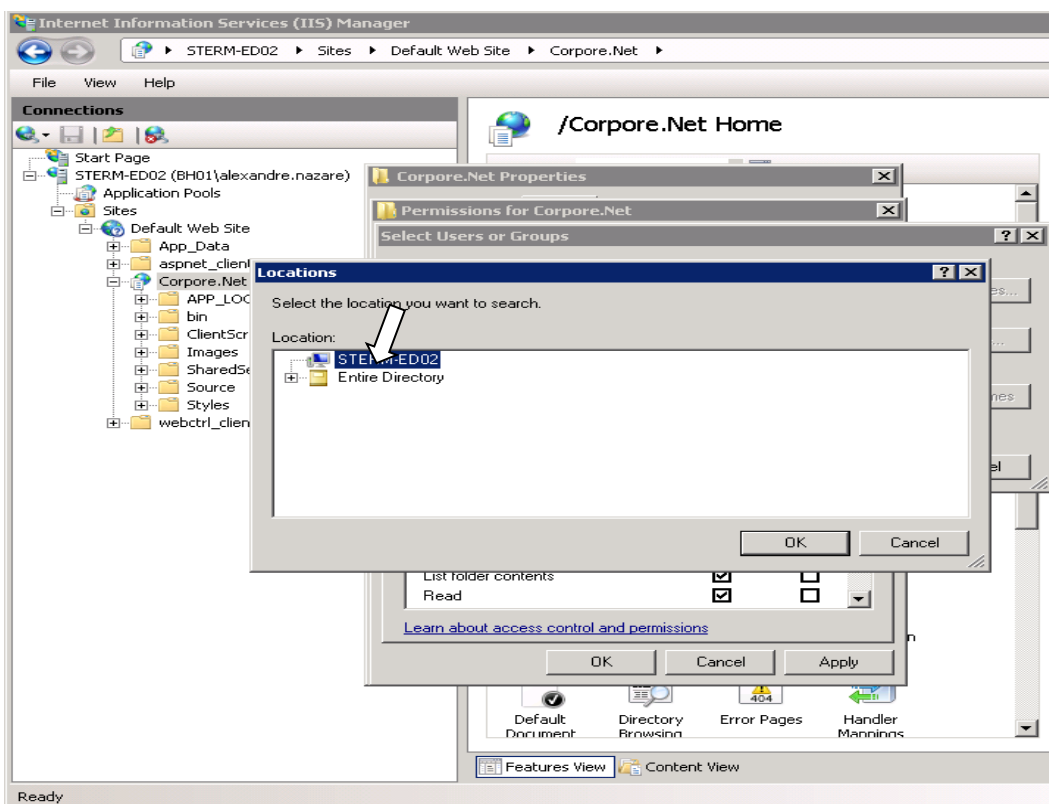 Internet Information Services (IIS) Manager
STERM-ED02 Sites Default Web Site Corpore.Net
File View Help
Connections
/Corpore.Net Home
Start Page
STERM-ED02 (BH01\alexandre.nazare)
Application Pools
Sites
Default Web Site
App_Data
aspnet_clien
Corpore.Net
APP_LOC
bin
ClientScr
Images
SharedSe
Source
Styles
webctrl_clien
Corpore.Net Properties
Permissions for Corpore.Net
Select Users or Groups
Locations
Select the location you want to search.
Location:
STERM-ED02
Entire Directory
OK Cancel
es...
...
mes
el
List folder contents
Read
Learn about access control and permissions
OK Cancel Apply
n
404
Default Document
Directory Browsing
Error Pages
Handler Mappings
Features View Content View
Ready